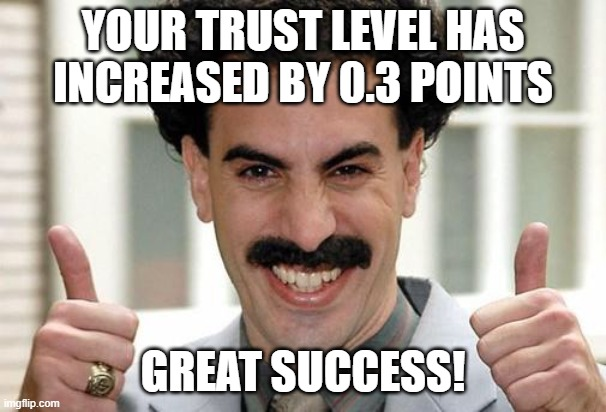 YOUR TRUST LEVEL HAS
INCREASED BY 0.3 POINTS
GREAT SUCCESS!
imgflip.com